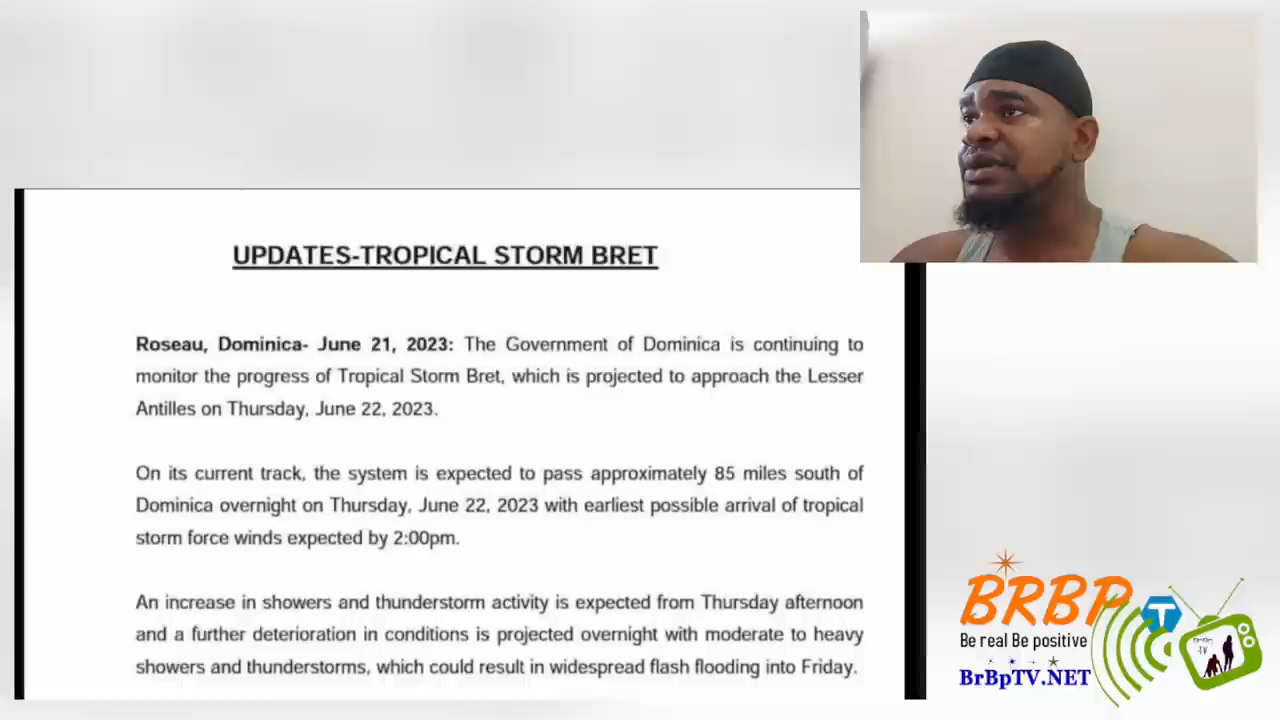 UPDATES-TROPICAL STORM BRET
Roseau, Dominica- June 21, 2023: The Government of Dominica is continuing to
monitor the progress of Tropical Storm Bret, which is projected to approach the Lesser
Antilles on Thursday, June 22, 2023.
On its current track, the system is expected to pass approximately 85 miles south of
Dominica overnight on Thursday, June 22, 2023 with earliest possible arrival of tropical
storm force winds expected by 2:00pm.
An increase in showers and thunderstorm activity is expected from Thursday afternoon
and a further deterioration in conditions is projected overnight with moderate to heavy
showers and thunderstorms, which could result in widespread flash flooding into Friday.
BRBP T
Be real Be positive
BrBpTV.NET
TV